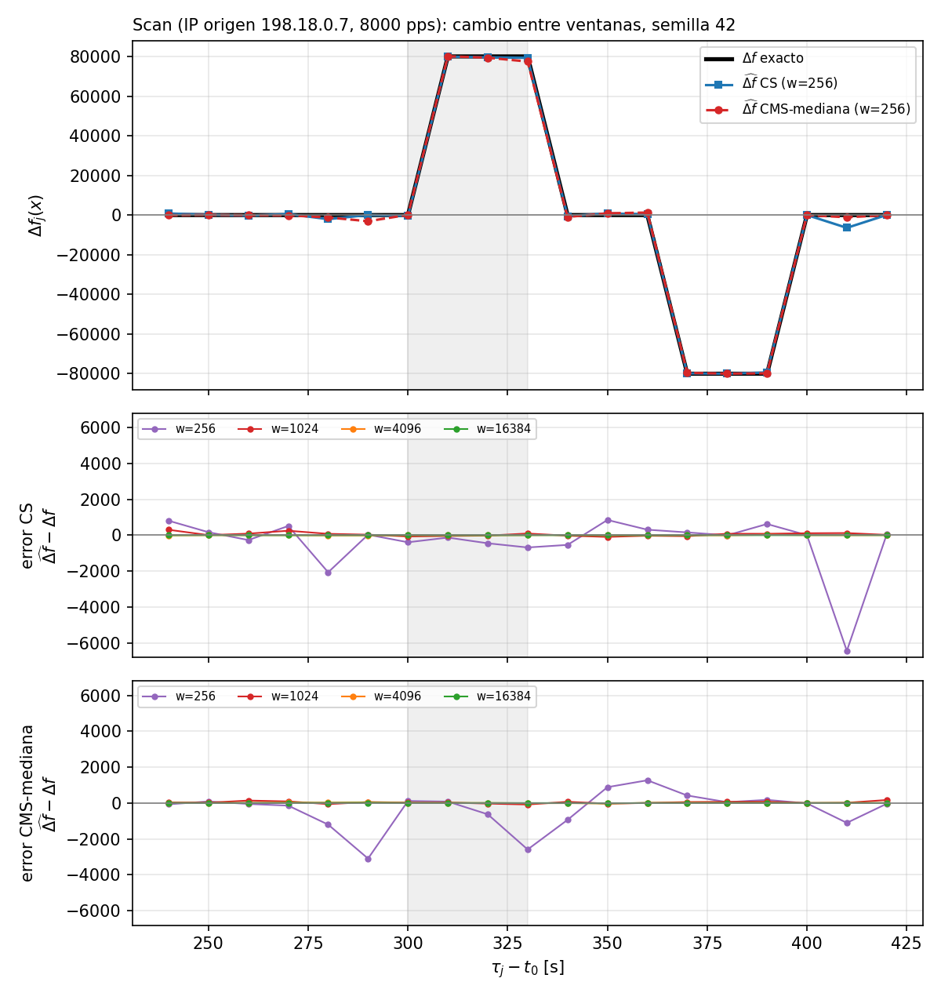 Scan (IP origen 198.18.0.7, 8000 pps): cambio entre ventanas, semilla 42
80000
60000
40000
20000
0
−20000
−40000
−60000
−80000
Δf_j(x)
Δf exacto
Δf̂ CS (w=256)
Δf̂ CMS-mediana (w=256)
6000
4000
2000
0
−2000
−4000
−6000
error CS
Δf̂ − Δf
w=256 w=1024 w=4096 w=16384
6000
4000
2000
0
−2000
−4000
−6000
error CMS-mediana
Δf̂ − Δf
w=256 w=1024 w=4096 w=16384
250 275 300 325 350 375 400 425
τ_j − t_0 [s]